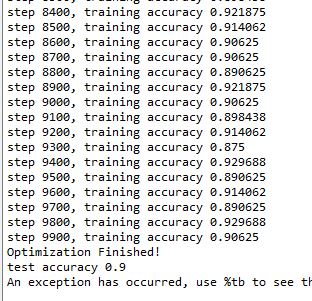 step 8400, training accuracy 0.921875
step 8500, training accuracy 0.914062
step 8600, training accuracy 0.90625
step 8700, training accuracy 0.90625
step 8800, training accuracy 0.890625
step 8900, training accuracy 0.921875
step 9000, training accuracy 0.90625
step 9100, training accuracy 0.898438
step 9200, training accuracy 0.914062
step 9300, training accuracy 0.875
step 9400, training accuracy 0.929688
step 9500, training accuracy 0.890625
step 9600, training accuracy 0.914062
step 9700, training accuracy 0.890625
step 9800, training accuracy 0.929688
step 9900, training accuracy 0.90625
Optimization Finished!
test accuracy 0.9
An exception has occurred, use %tb to see th